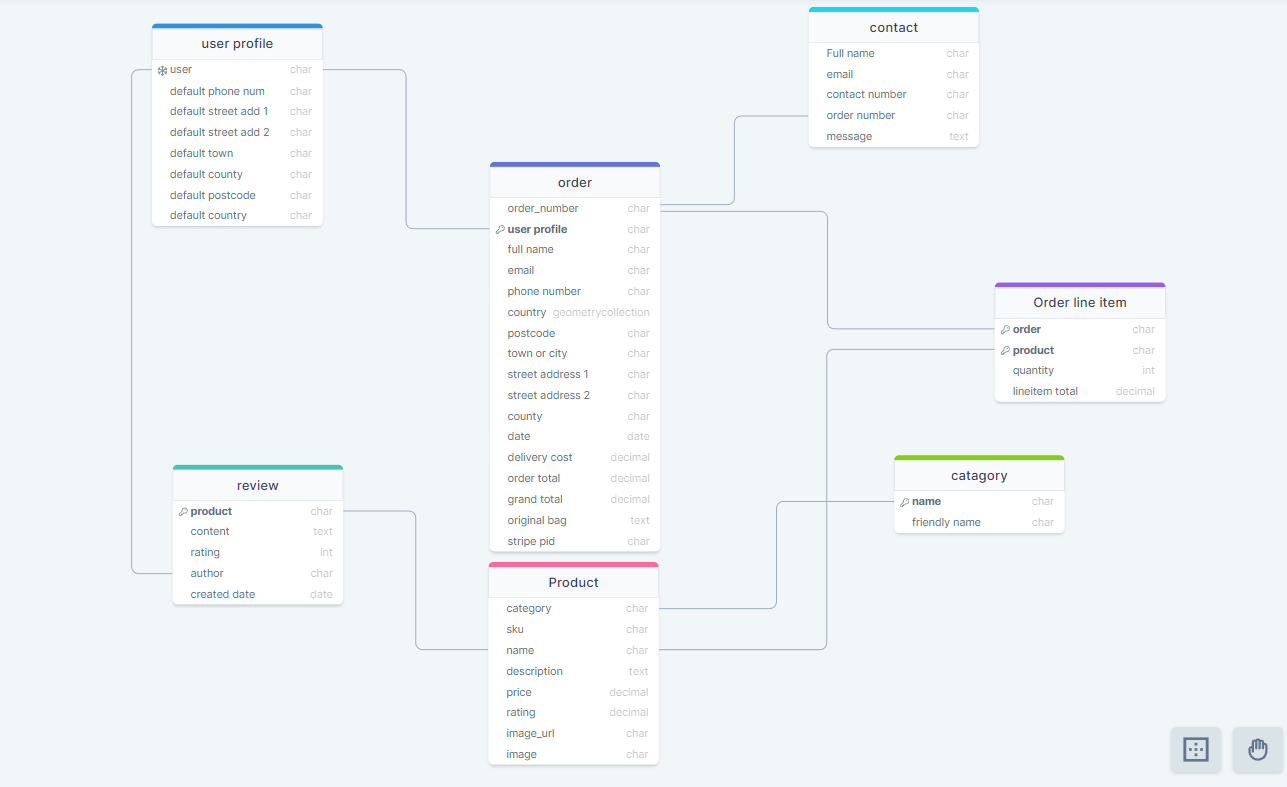 user profile
user char
default phone num char
default street add 1 char
default street add 2 char
default town char
default county char
default postcode char
default country char
contact
Full name char
email char
contact number char
order number char
message text
order
order_number char
user profile char
full name char
email char
phone number char
country geometrycollection
postcode char
town or city char
street address 1 char
street address 2 char
county char
date date
delivery cost decimal
order total decimal
grand total decimal
original bag text
stripe pid char
Order line item
order char
product char
quantity int
lineitem total decimal
review
product char
content text
rating int
author char
created date date
catagory
name char
friendly name char
Product
category char
sku char
name char
description text
price decimal
rating decimal
image_url char
image char